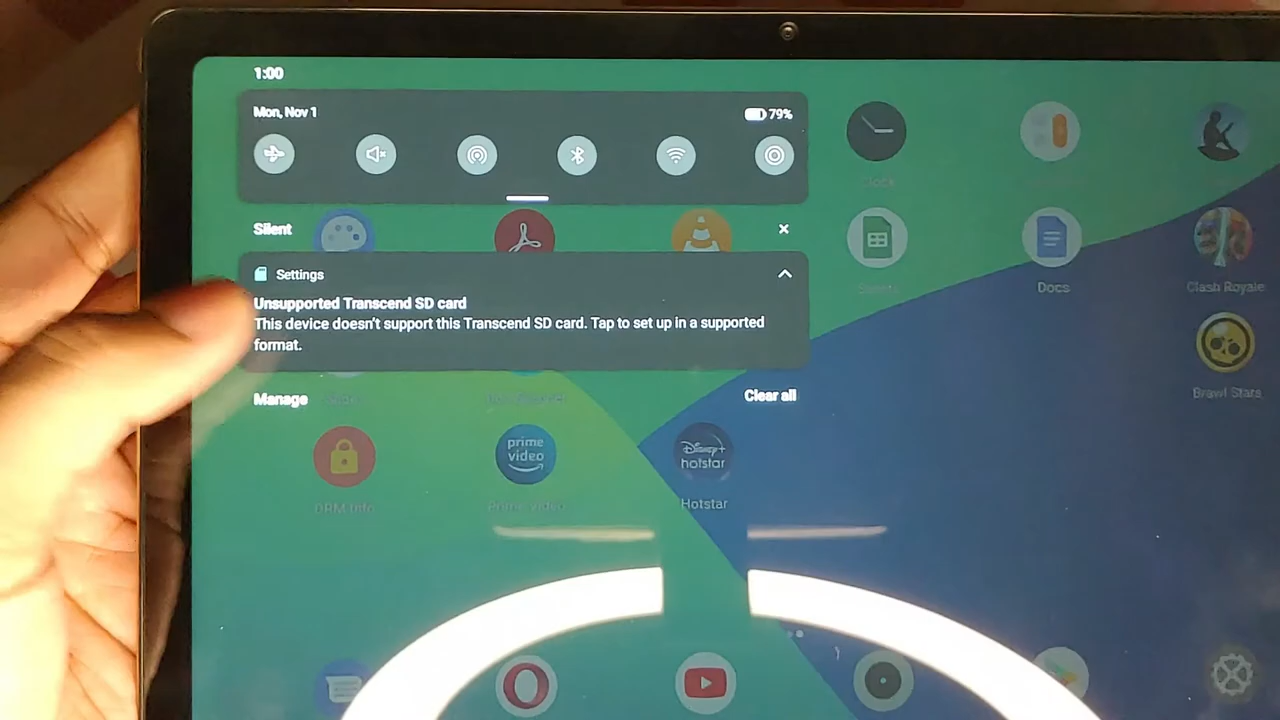 1:00
Mon, Nov 1
79%
Silent
Settings
Unsupported Transcend SD card
This device doesn't support this Transcend SD card. Tap to set up in a supported
format.
Manage
Clear all
Clock
Sheets
Docs
Clash Royale
Brawl Stars
prime
video
Disney+
hotstar
DRM Info
Prime Video
Hotstar